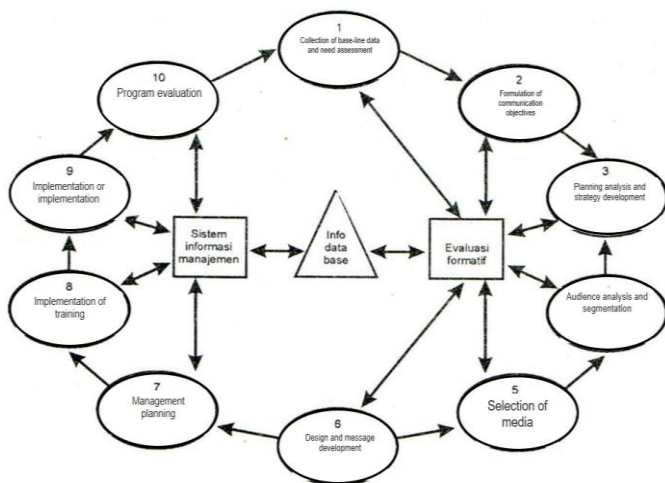 1
Collection of base-line data
and need assessment
2
Formulation of
communication
objectives
3
Planning analysis and
strategy development
Audience analysis and
segmentation
5
Selection of
media
6
Design and message
development
7
Management
planning
8
Implementation of
training
9
Implementation or
implementation
10
Program evaluation
Sistem
informasi
manajemen
Info
data
base
Evaluasi
formatif